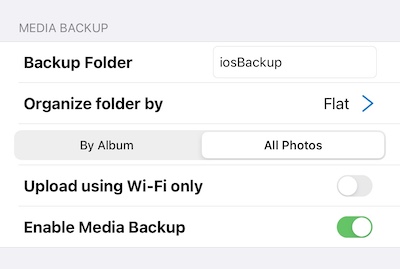 MEDIA BACKUP
Backup Folder iosBackup
Organize folder by Flat
By Album All Photos
Upload using Wi-Fi only
Enable Media Backup